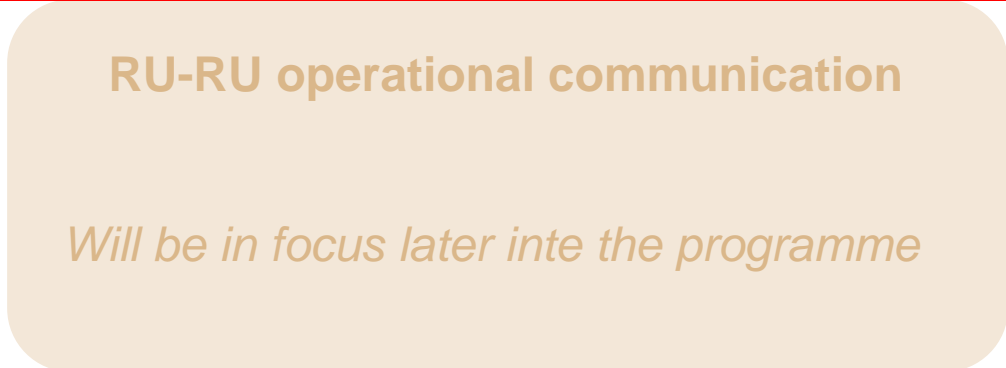 RU-RU operational communication
Will be in focus later inte the programme